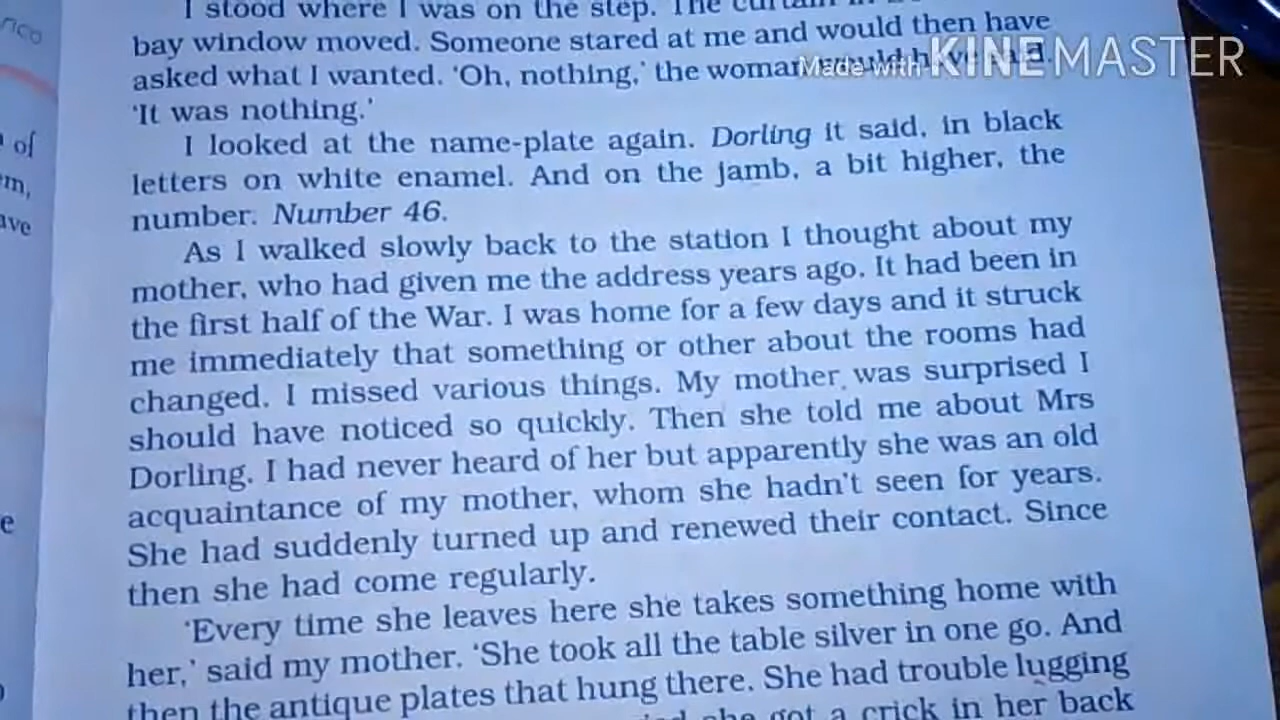 I stood where I was on the step. The curtain in
bay window moved. Someone stared at me and would then have
asked what I wanted. ‘Oh, nothing,’ the woman would have said.
‘It was nothing.’
I looked at the name-plate again. Dorling it said, in black
letters on white enamel. And on the jamb, a bit higher, the
number. Number 46.
As I walked slowly back to the station I thought about my
mother, who had given me the address years ago. It had been in
the first half of the War. I was home for a few days and it struck
me immediately that something or other about the rooms had
changed. I missed various things. My mother was surprised I
should have noticed so quickly. Then she told me about Mrs
Dorling. I had never heard of her but apparently she was an old
acquaintance of my mother, whom she hadn't seen for years.
She had suddenly turned up and renewed their contact. Since
then she had come regularly.
‘Every time she leaves here she takes something home with
her,’ said my mother. ‘She took all the table silver in one go. And
then the antique plates that hung there. She had trouble lugging
she got a crick in her back
Made with KINEMASTER
of
e